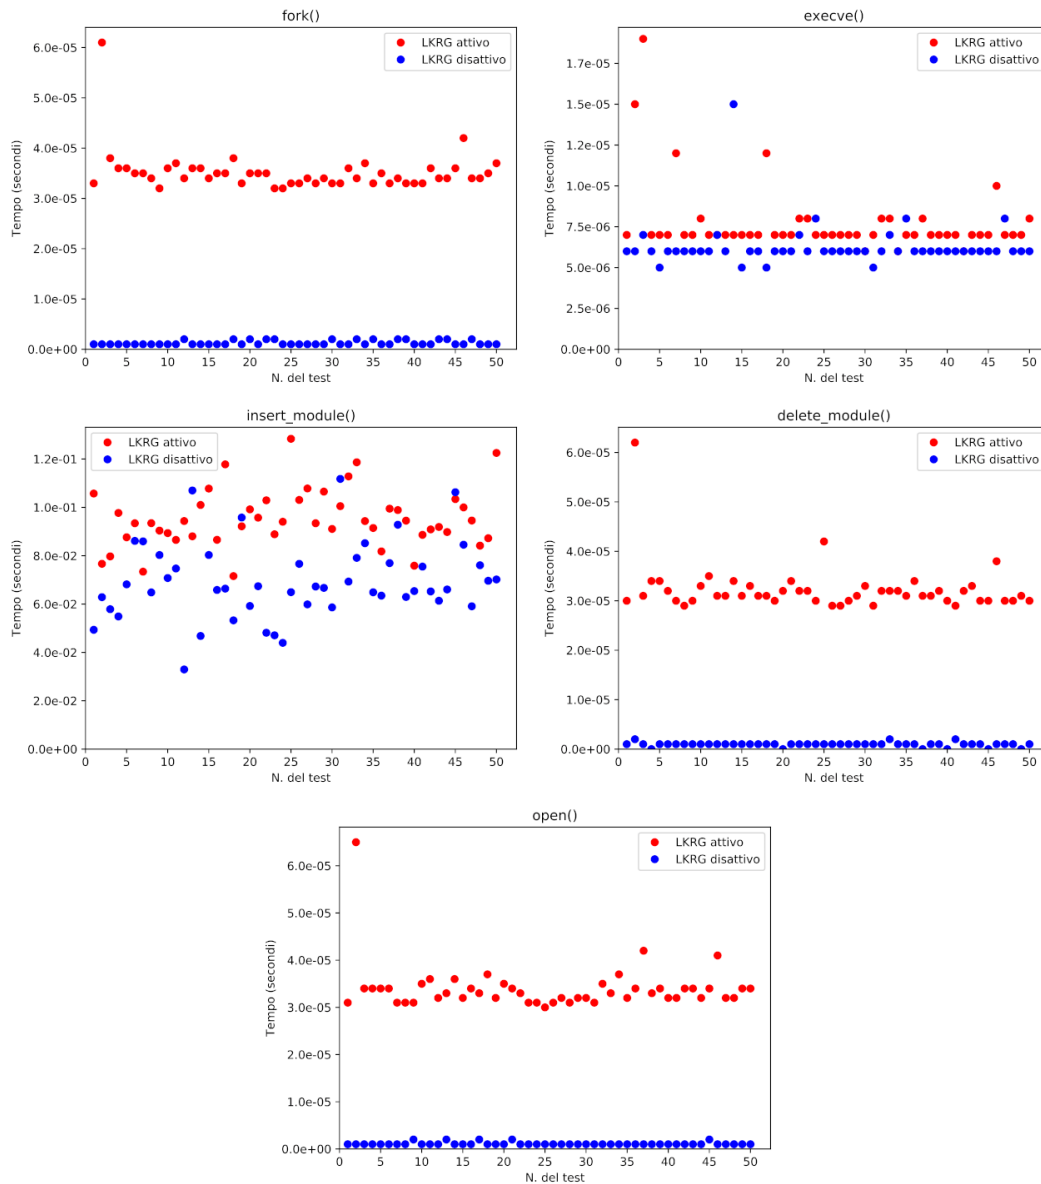 fork()
LKRG attivo
LKRG disattivo
6.0e-05
5.0e-05
4.0e-05
3.0e-05
2.0e-05
1.0e-05
0.0e+00
Tempo (secondi)
0 5 10 15 20 25 30 35 40 45 50
N. del test
execve()
LKRG attivo
LKRG disattivo
1.7e-05
1.5e-05
1.2e-05
1.0e-05
7.5e-06
5.0e-06
2.5e-06
0.0e+00
Tempo (secondi)
0 5 10 15 20 25 30 35 40 45 50
N. del test
insert_module()
LKRG attivo
LKRG disattivo
1.2e-01
1.0e-01
8.0e-02
6.0e-02
4.0e-02
2.0e-02
0.0e+00
Tempo (secondi)
0 5 10 15 20 25 30 35 40 45 50
N. del test
delete_module()
LKRG attivo
LKRG disattivo
6.0e-05
5.0e-05
4.0e-05
3.0e-05
2.0e-05
1.0e-05
0.0e+00
Tempo (secondi)
0 5 10 15 20 25 30 35 40 45 50
N. del test
open()
LKRG attivo
LKRG disattivo
6.0e-05
5.0e-05
4.0e-05
3.0e-05
2.0e-05
1.0e-05
0.0e+00
Tempo (secondi)
0 5 10 15 20 25 30 35 40 45 50
N. del test